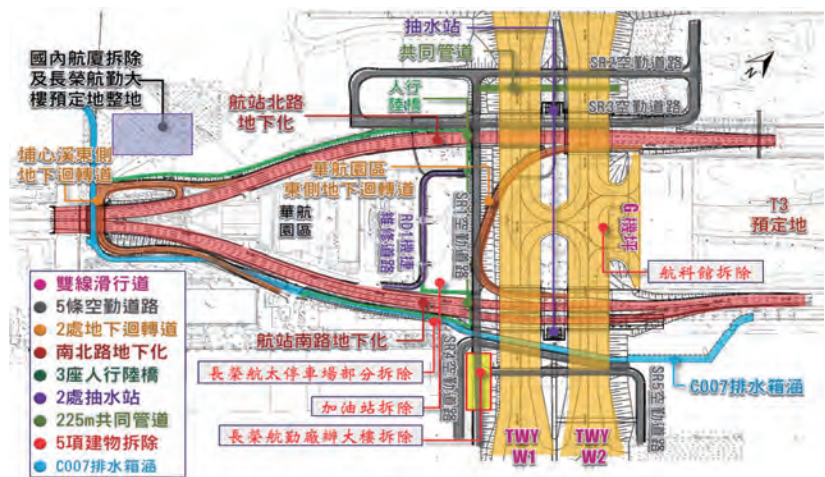 抽水站
共同管道
國內航廈拆除
及長榮航勤大
樓預定地整地
SR2空勤道路
人行
陸橋
SR3空勤道路
航站北路
地下化
埔心溪東側
地下迴轉道
華航園區
東側地下迴轉道
華航
園區
RD1機捷
維修道路
SR1空勤道路
G機坪
T3
預定地
航科館拆除
雙線滑行道
5條空勤道路
2處地下迴轉道
南北路地下化
3座人行陸橋
2處抽水站
225m共同管道
5項建物拆除
C007排水箱涵
航站南路地下化
長榮航太停車場部分拆除
加油站拆除
長榮航勤廠辦大樓拆除
SR4空勤道路
SR5空勤道路
C007排水箱涵
TWY
W1
TWY
W2